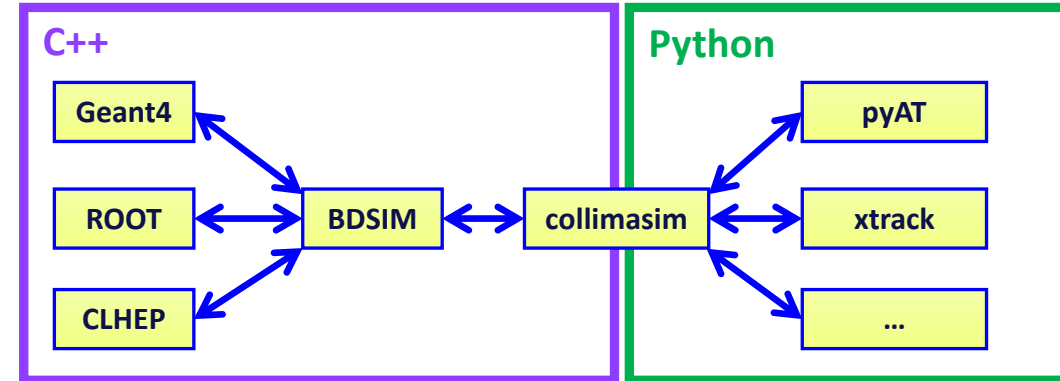 C++
Python
Geant4
pyAT
ROOT
BDSIM
collimasim
xtrack
CLHEP
...